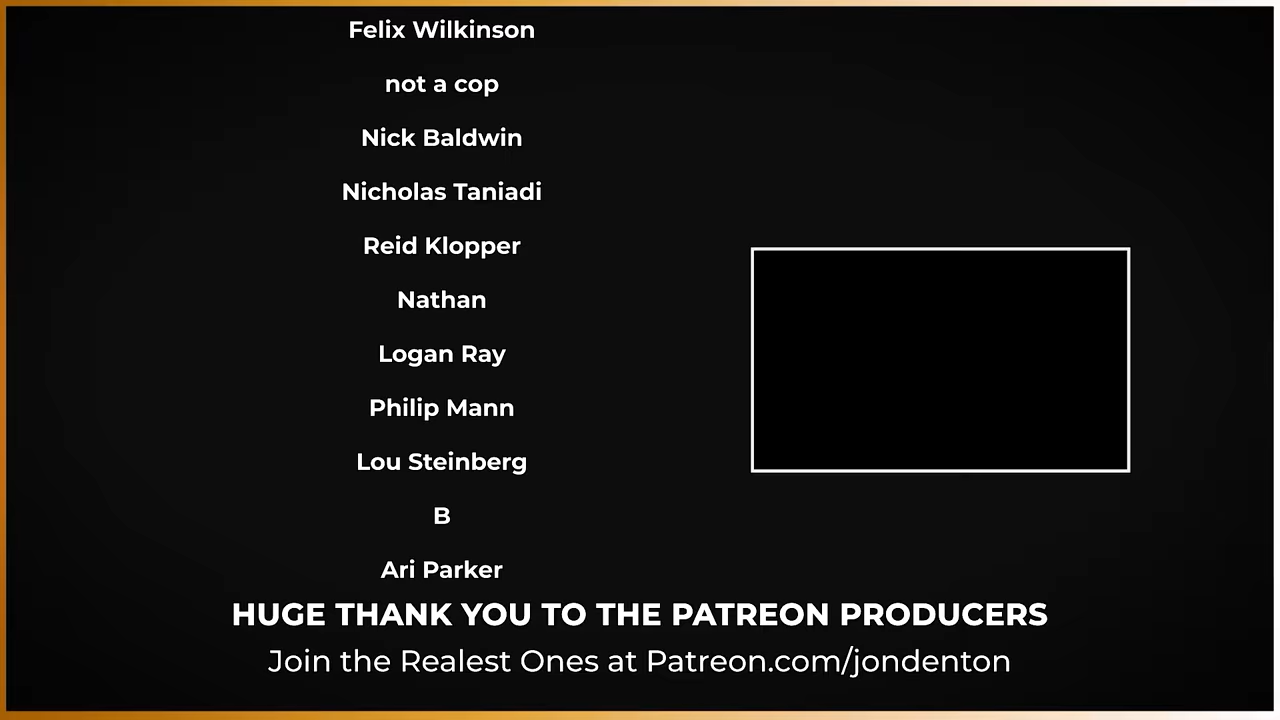 Felix Wilkinson
not a cop
Nick Baldwin
Nicholas Taniadi
Reid Klopper
Nathan
Logan Ray
Philip Mann
Lou Steinberg
B
Ari Parker
HUGE THANK YOU TO THE PATREON PRODUCERS
Join the Realest Ones at Patreon.com/jondenton